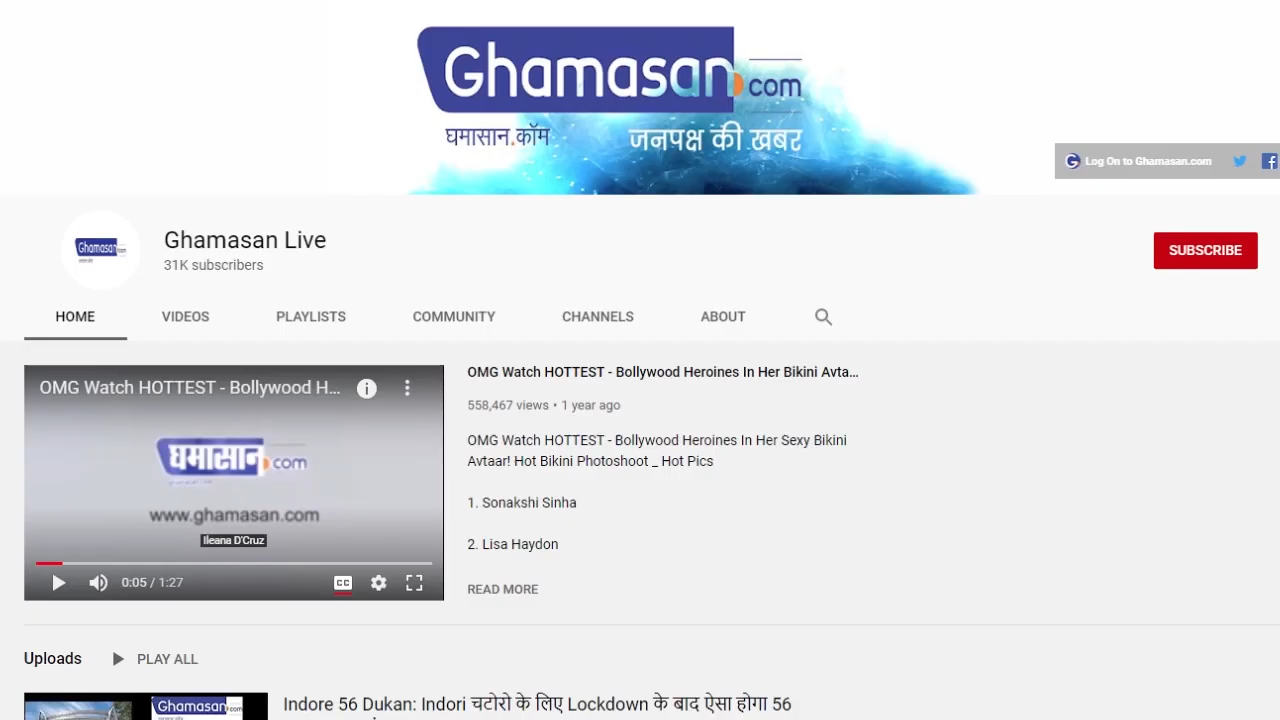 Ghamasan.com
घमासान.कॉम
जनपक्ष की खबर
Log On to Ghamasan.com
Ghamasan Live
31K subscribers
SUBSCRIBE
HOME VIDEOS PLAYLISTS COMMUNITY CHANNELS ABOUT
OMG Watch HOTTEST - Bollywood H...
घमासान.com
www.ghamasan.com
Ileana D'Cruz
0:05 / 1:27
CC
OMG Watch HOTTEST - Bollywood Heroines In Her Bikini Avta...
558,467 views • 1 year ago
OMG Watch HOTTEST - Bollywood Heroines In Her Sexy Bikini
Avtaar! Hot Bikini Photoshoot _ Hot Pics
1. Sonakshi Sinha
2. Lisa Haydon
READ MORE
Uploads PLAY ALL
Ghamasan
Indore 56 Dukan: Indori चटोरो के लिए Lockdown के बाद ऐसा होगा 56